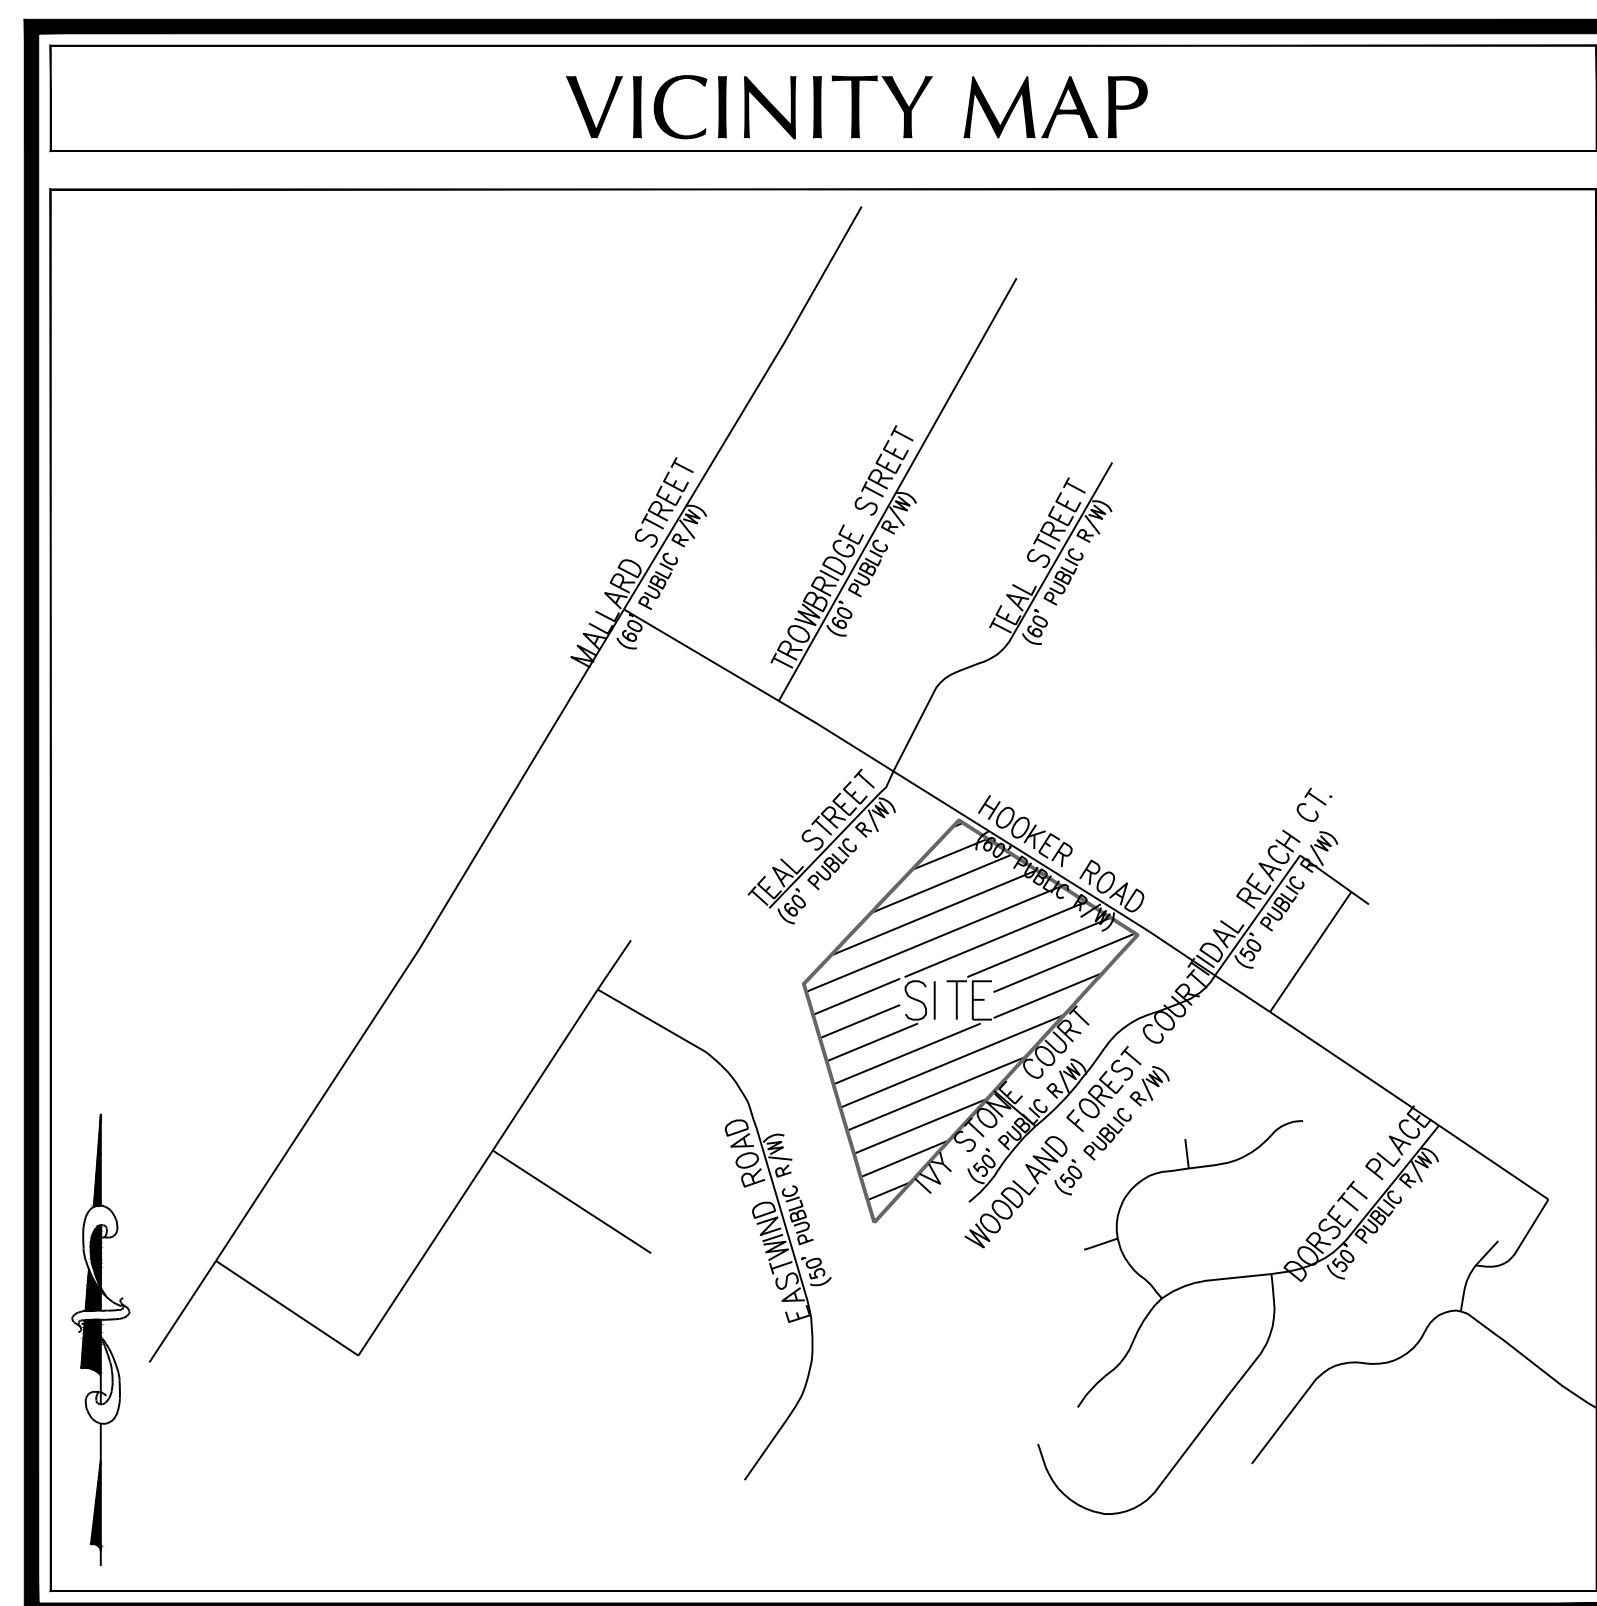 VICINITY MAP
MALLARD STREET
(60' PUBLIC R/W)
TROWBRIDGE STREET
(60' PUBLIC R/W)
TEAL STREET
(60' PUBLIC R/W)
TEAL STREET
(60' PUBLIC R/W)
HOOKER ROAD
(60' PUBLIC R/W)
TIDAL REACH CT.
(50' PUBLIC R/W)
SITE
IVY STONE COURT
(50' PUBLIC R/W)
WOODLAND FOREST COURT
(50' PUBLIC R/W)
EASTWIND ROAD
(50' PUBLIC R/W)
DORSETT PLACE
(50' PUBLIC R/W)